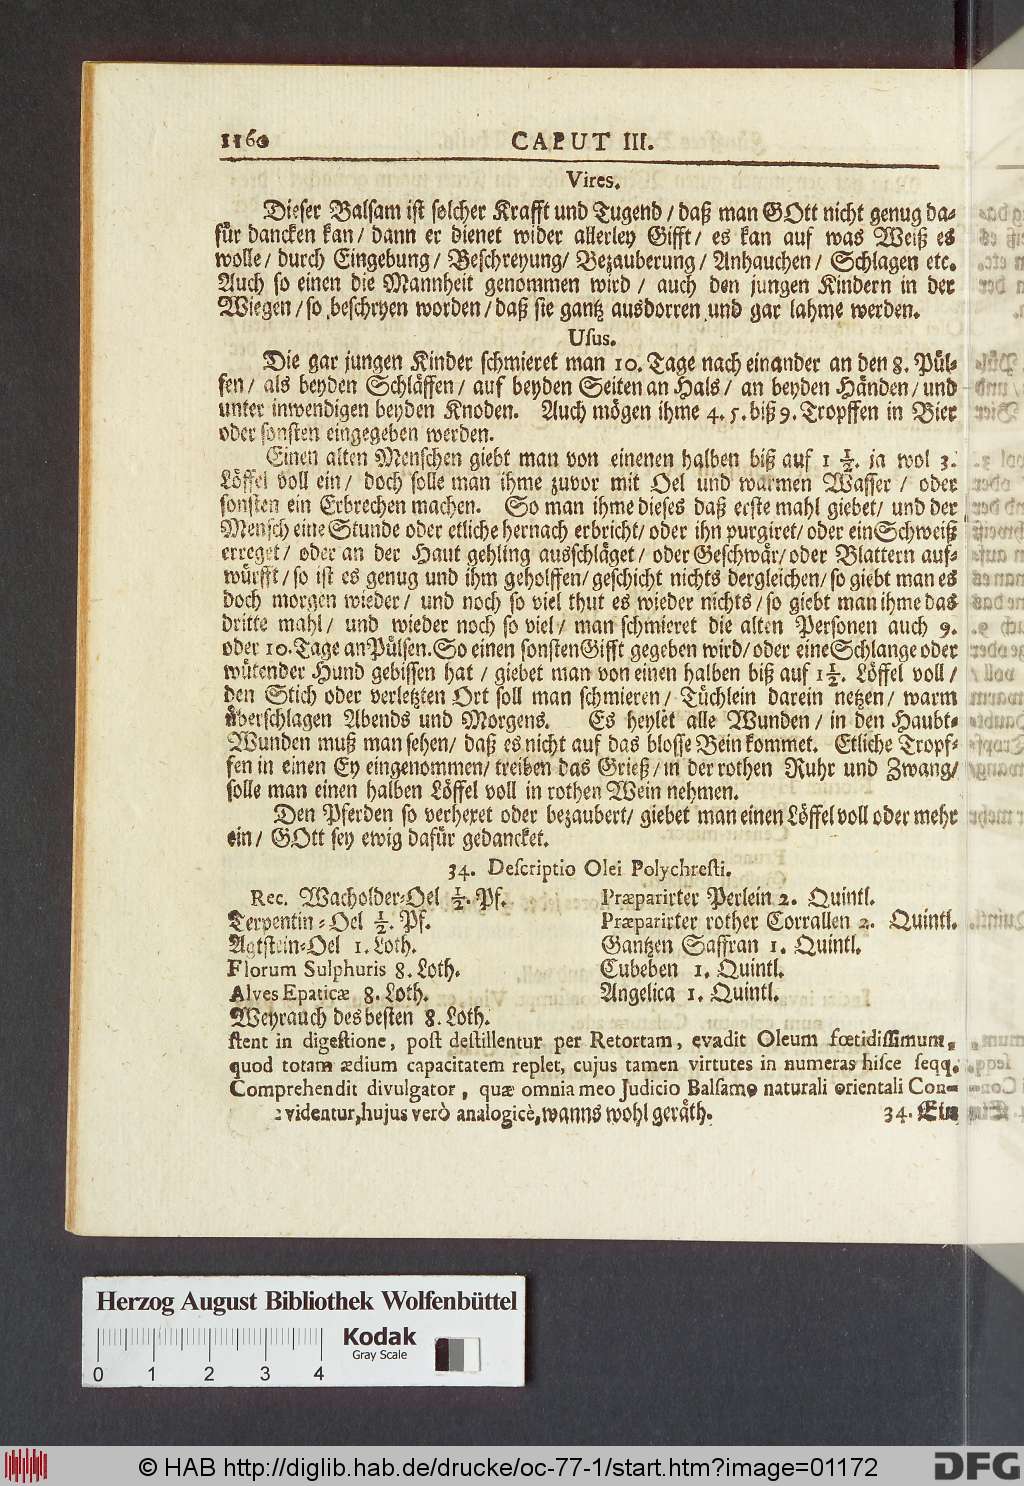 1160 CAPUT III.
Vires.
Dieser Balsam ist solcher Krafft und Tugend / daß man GOtt nicht genug da-
für dancken kan / dann er dienet wider allerley Gifft / es kan auf was Weiß es
wolle / durch Eingebung / Beschreyung / Bezauberung / Anhauchen / Schlagen etc.
Auch so einen die Mannheit genommen wird / auch den jungen Kindern in der
Wiegen / so beschryen worden / daß sie gantz ausdorren und gar lahme werden.
Usus.
Die gar jungen Kinder schmieret man 10. Tage nach einander an den 8. Pül-
sen / als beyden Schläffen / auf beyden Seiten an Hals / an beyden Händen / und
unter inwendigen beyden Knoden. Auch mögen ihme 4. 5. biß 9. Tropffen in Bier
oder sonsten eingegeben werden.
Einen alten Menschen giebt man von einenen halben biß auf 1 1/2. ja wol 3.
Löffel voll ein / doch solle man ihme zuvor mit Oel und warmen Wasser / oder
sonsten ein Erbrechen machen. So man ihme dieses daß erste mahl giebet / und der
Mensch eine Stunde oder etliche hernach erbricht / oder ihn purgiret / oder ein Schweiß
erreget / oder an der Haut gehling ausschläget / oder Geschwär / oder Blattern auf-
würfft / so ist es genug und ihm geholffen / geschicht nichts dergleichen / so giebt man es
doch morgen wieder / und noch so viel thut es wieder nichts / so giebt man ihme das
dritte mahl / und wieder noch so viel / man schmieret die alten Personen auch 9.
oder 10. Tage an Pülsen. So einen sonsten Gifft gegeben wird / oder eine Schlange oder
wütender Hund gebissen hat / giebet man von einen halben biß auf 1 1/2. Löffel voll /
den Stich oder verletzten Ort soll man schmieren / Tüchlein darein netzen / warm
überschlagen Abends und Morgens. Es heylet alle Wunden / in den Haubt-
Wunden muß man sehen / daß es nicht auf das blosse Bein kommet. Etliche Tropf-
fen in einen Ey eingenommen / treiben das Grieß / in der rothen Ruhr und Zwang /
solle man einen halben Löffel voll in rothen Wein nehmen.
Den Pferden so verhexet oder bezaubert / giebet man einen Löffel voll oder mehr
ein / GOtt sey ewig dafür gedancket.
34. Descriptio Olei Polychresti.
Rec. Wacholder-Oel 1/2. Pf.
Terpentin-Oel 1/2. Pf.
Agtstein-Oel 1. Loth.
Florum Sulphuris 8. Loth.
Alves Epaticæ 8. Loth.
Weyrauch des besten 8. Loth.
Præparirter Perlein 2. Quintl.
Præparirter rother Corrallen 2. Quintl.
Gantzen Saffran 1. Quintl.
Cubeben 1. Quintl.
Angelica 1. Quintl.
stent in digestione, post destillentur per Retortam, evadit Oleum fœtidissimum,
quod totam ædium capacitatem replet, cujus tamen virtutes in numeras hisce seqq.
Comprehendit divulgator, quæ omnia meo Judicio Balsamo naturali orientali Con-
videntur, hujus verò analogicè, wanns wohl geräth.
34. Ein
Herzog August Bibliothek Wolfenbüttel
Kodak
Gray Scale
0 1 2 3 4
© HAB http://diglib.hab.de/drucke/oc-77-1/start.htm?image=01172
DFG